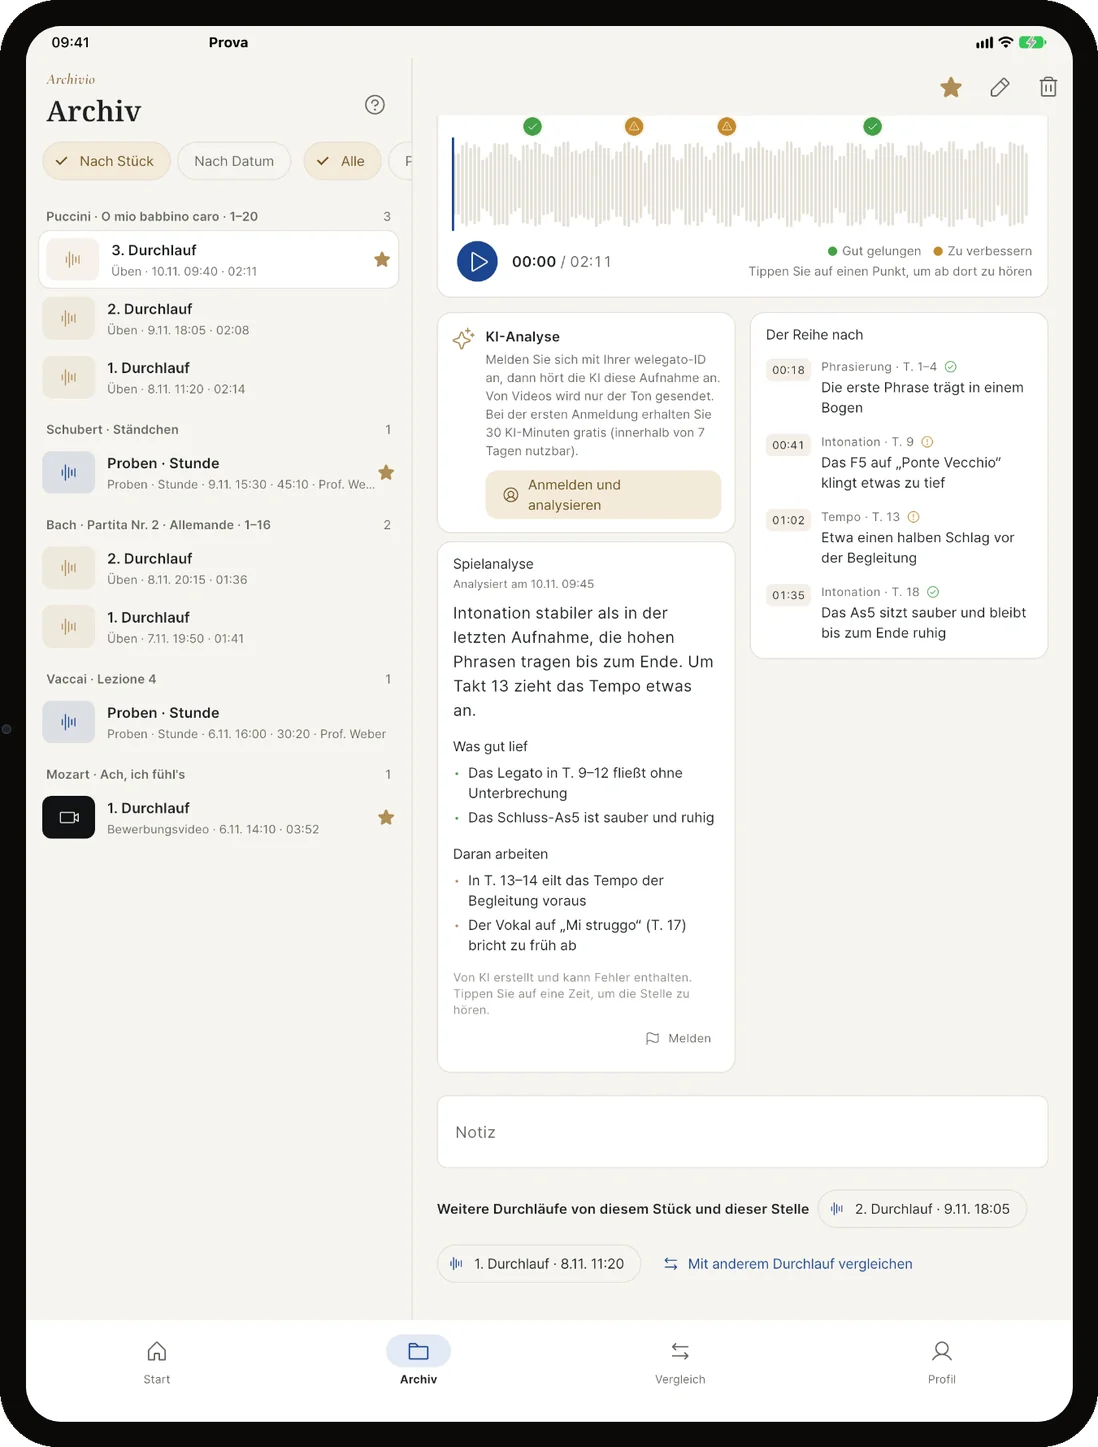 09:41
Prova
Archivio
Archiv
Nach Stück
Nach Datum
Alle
Puccini · O mio babbino caro · 1–20
3
3. Durchlauf
Üben · 10.11. 09:40 · 02:11
2. Durchlauf
Üben · 9.11. 18:05 · 02:08
1. Durchlauf
Üben · 8.11. 11:20 · 02:14
Schubert · Ständchen
1
Proben · Stunde
Proben · Stunde · 9.11. 15:30 · 45:10 · Prof. We...
Bach · Partita Nr. 2 · Allemande · 1–16
2
2. Durchlauf
Üben · 8.11. 20:15 · 01:36
1. Durchlauf
Üben · 7.11. 19:50 · 01:41
Vaccai · Lezione 4
1
Proben · Stunde
Proben · Stunde · 6.11. 16:00 · 30:20 · Prof. Weber
Mozart · Ach, ich fühl's
1
1. Durchlauf
Bewerbungsvideo · 6.11. 14:10 · 03:52
00:00 / 02:11
Gut gelungen
Zu verbessern
Tippen Sie auf einen Punkt, um ab dort zu hören
KI-Analyse
Melden Sie sich mit Ihrer welegato-ID
an, dann hört die KI diese Aufnahme an.
Von Videos wird nur der Ton gesendet.
Bei der ersten Anmeldung erhalten Sie
30 KI-Minuten gratis (innerhalb von 7
Tagen nutzbar).
Anmelden und
analysieren
Spielanalyse
Analysiert am 10.11. 09:45
Intonation stabiler als in der
letzten Aufnahme, die hohen
Phrasen tragen bis zum Ende. Um
Takt 13 zieht das Tempo etwas
an.
Was gut lief
• Das Legato in T. 9–12 fließt ohne
Unterbrechung
• Das Schluss-As5 ist sauber und ruhig
Daran arbeiten
• In T. 13–14 eilt das Tempo der
Begleitung voraus
• Der Vokal auf „Mi struggo“ (T. 17)
bricht zu früh ab
Von KI erstellt und kann Fehler enthalten.
Tippen Sie auf eine Zeit, um die Stelle zu
hören.
Melden
Der Reihe nach
00:18
Phrasierung · T. 1–4
Die erste Phrase trägt in einem
Bogen
00:41
Intonation · T. 9
Das F5 auf „Ponte Vecchio“
klingt etwas zu tief
01:02
Tempo · T. 13
Etwa einen halben Schlag vor
der Begleitung
01:35
Intonation · T. 18
Das As5 sitzt sauber und bleibt
bis zum Ende ruhig
Notiz
Weitere Durchläufe von diesem Stück und dieser Stelle
2. Durchlauf · 9.11. 18:05
1. Durchlauf · 8.11. 11:20
Mit anderem Durchlauf vergleichen
Start
Archiv
Vergleich
Profil